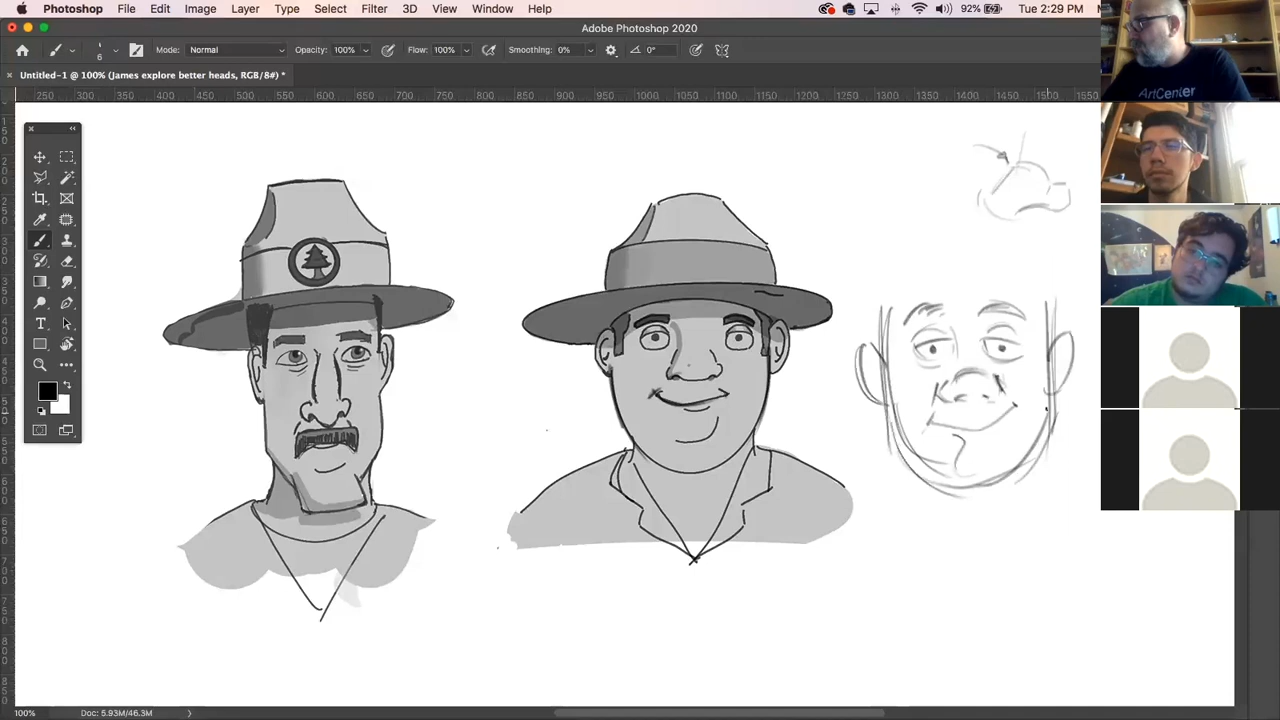 Photoshop File Edit Image Layer Type Select Filter 3D View Window Help 92% Tue 2:29 PM
Adobe Photoshop 2020
6 Mode: Normal Opacity: 100% Flow: 100% Smoothing: 0% 0°
Untitled-1 @ 100% (James explore better heads, RGB/8#) *
ArtCenter
250 300 350 400 450 500 550 600 650 700 750 800 850 900 950 1000 1050 1100 1150 1200 1250 1300 1350 1400 1450 1500 1550
100% Doc: 5.93M/46.3M